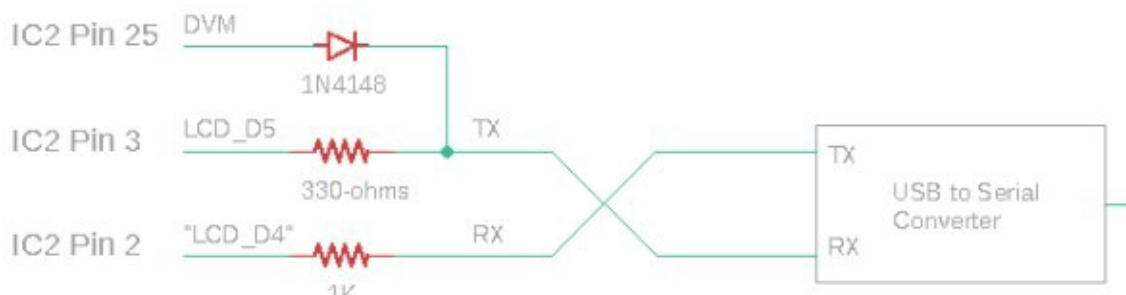 IC2 Pin 25
DVM
1N4148
IC2 Pin 3
LCD_D5
TX
330-ohms
IC2 Pin 2
"LCD_D4"
RX
1K
TX
USB to Serial
Converter
RX